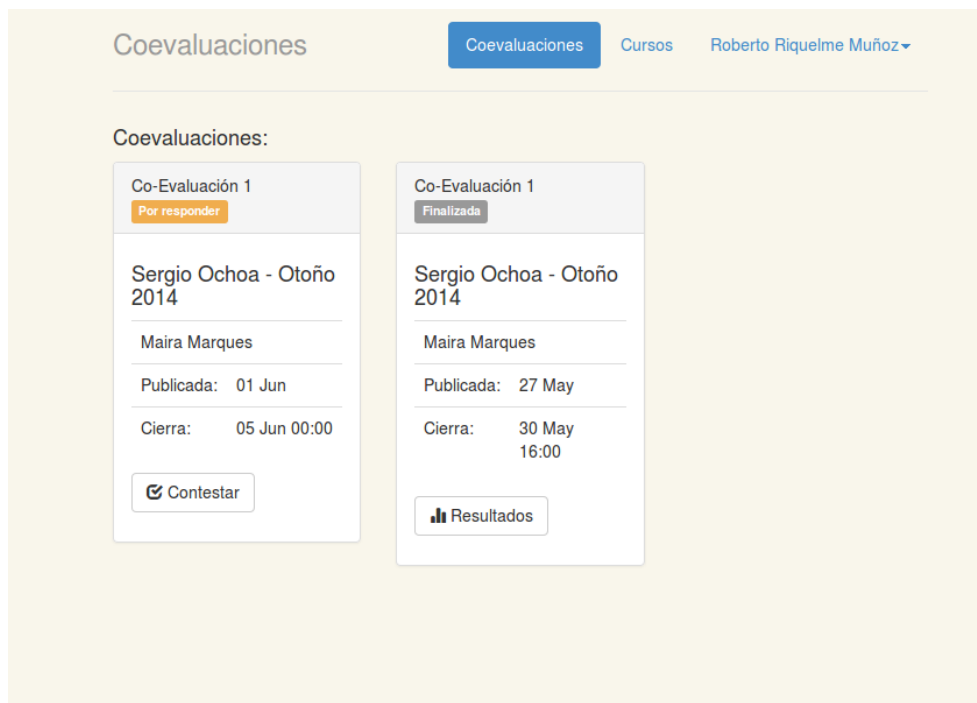 Coevaluaciones
Coevaluaciones
Cursos
Roberto Riquelme Muñoz
Coevaluaciones:
Co-Evaluación 1
Por responder
Sergio Ochoa - Otoño
2014
Maira Marques
Publicada: 01 Jun
Cierra: 05 Jun 00:00
Contestar
Co-Evaluación 1
Finalizada
Sergio Ochoa - Otoño
2014
Maira Marques
Publicada: 27 May
Cierra: 30 May
16:00
Resultados